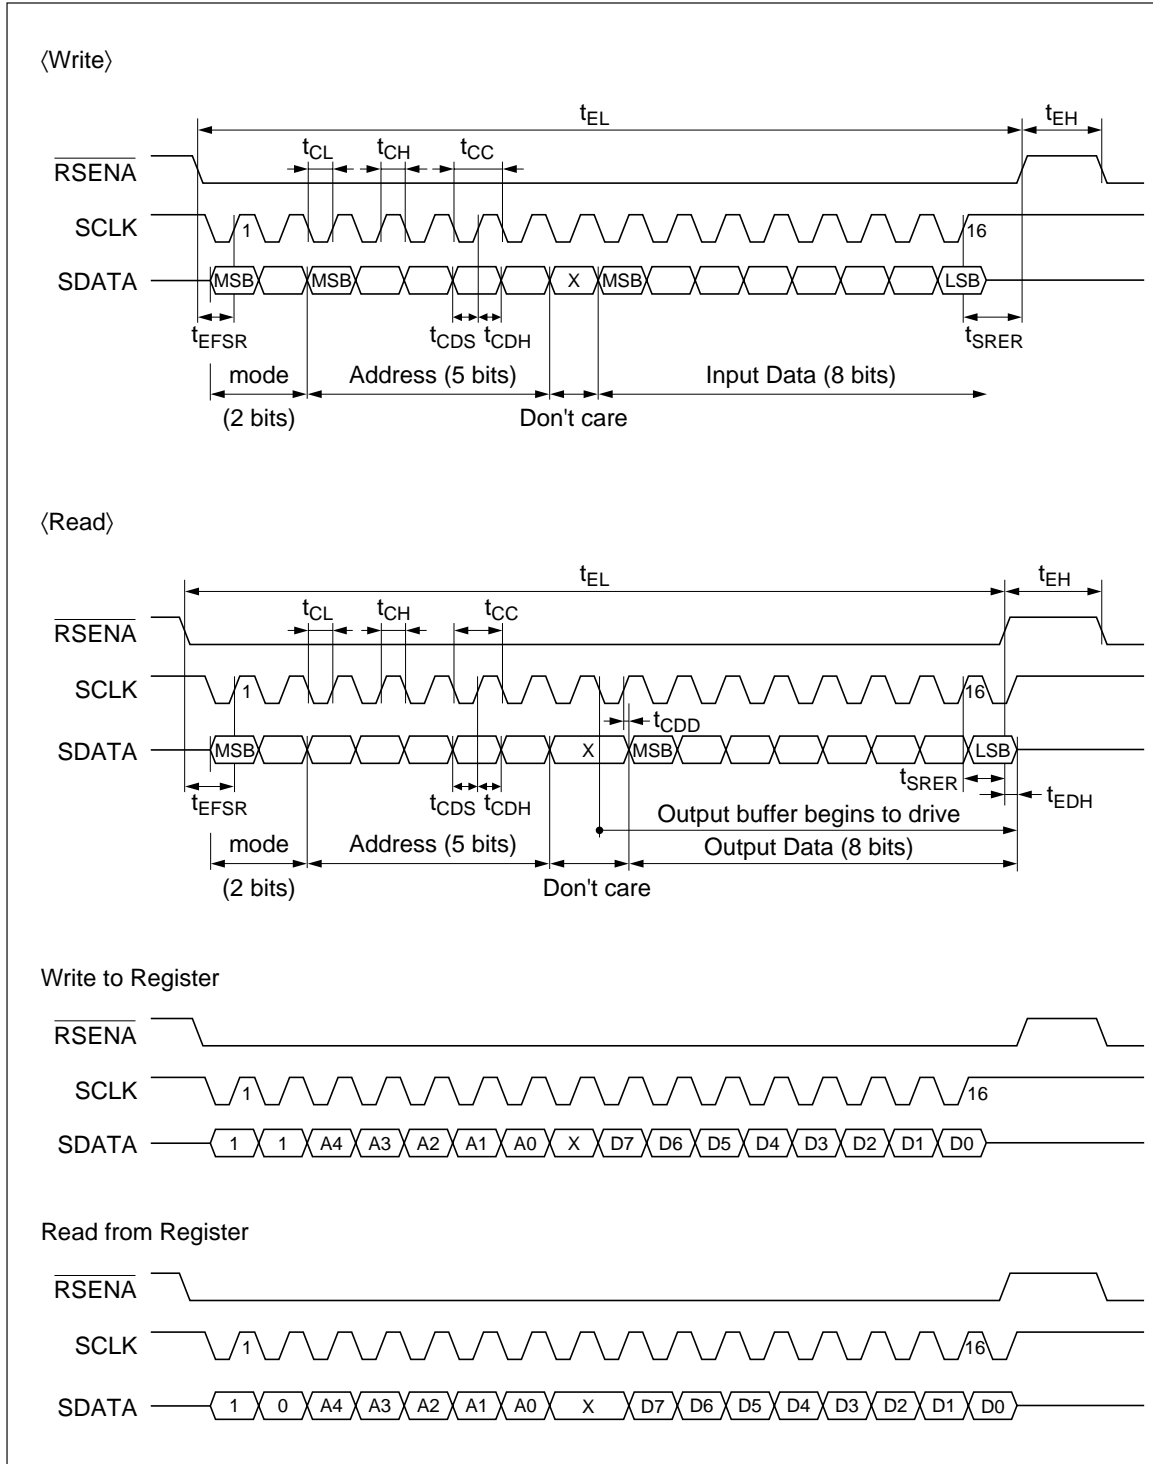 〈Write〉
tEL tEH
tCL tCH tCC
RSENA
SCLK 1 16
SDATA MSB MSB X MSB LSB
tEFSR tCDS tCDH tSRER
mode Address (5 bits) Input Data (8 bits)
(2 bits) Don't care
〈Read〉
tEL tEH
tCL tCH tCC
RSENA
SCLK 1 16
tCDD
SDATA MSB X MSB LSB
tEFSR tCDS tCDH tSRER tEDH
Output buffer begins to drive
mode Address (5 bits) Output Data (8 bits)
(2 bits) Don't care
Write to Register
RSENA
SCLK 1 16
SDATA 1 1 A4 A3 A2 A1 A0 X D7 D6 D5 D4 D3 D2 D1 D0
Read from Register
RSENA
SCLK 1 16
SDATA 1 0 A4 A3 A2 A1 A0 X D7 D6 D5 D4 D3 D2 D1 D0